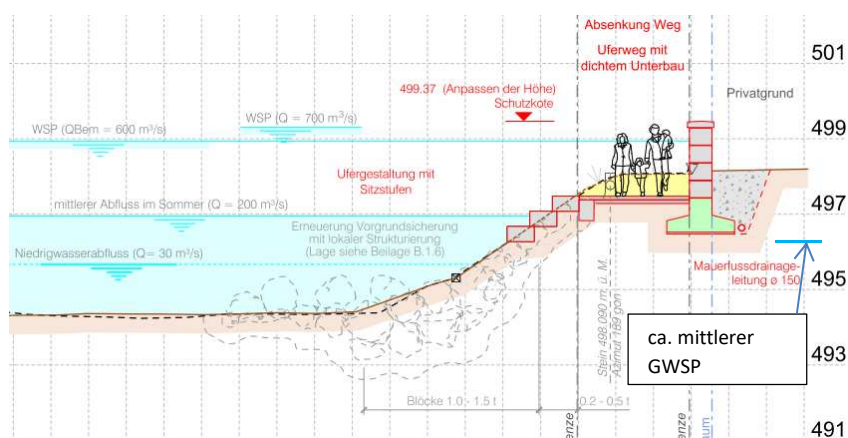 Absenkung Weg
Uferweg mit
dichtem Unterbau
501
499.37 (Anpassen der Höhe)
Schutzkote
Privatgrund
WSP (Q = 700 m³/s)
WSP (QBem = 600 m³/s)
499
Ufergestaltung mit
Sitzstufen
mittlerer Abfluss im Sommer (Q = 200 m³/s)
497
Erneuerung Vorgrundsicherung
mit lokaler Strukturierung
(Lage siehe Beilage B.1.6)
Niedrigwasserabfluss (Q= 30 m³/s)
Mauerfussdrainage-
leitung ø 150
495
Stein 498.090 m. ü. M.
Azimut 189 gon
ca. mittlerer
GWSP
493
Blöcke 1.0 - 1.5 t
0.2 - 0.5 t
enze
enze
um
491